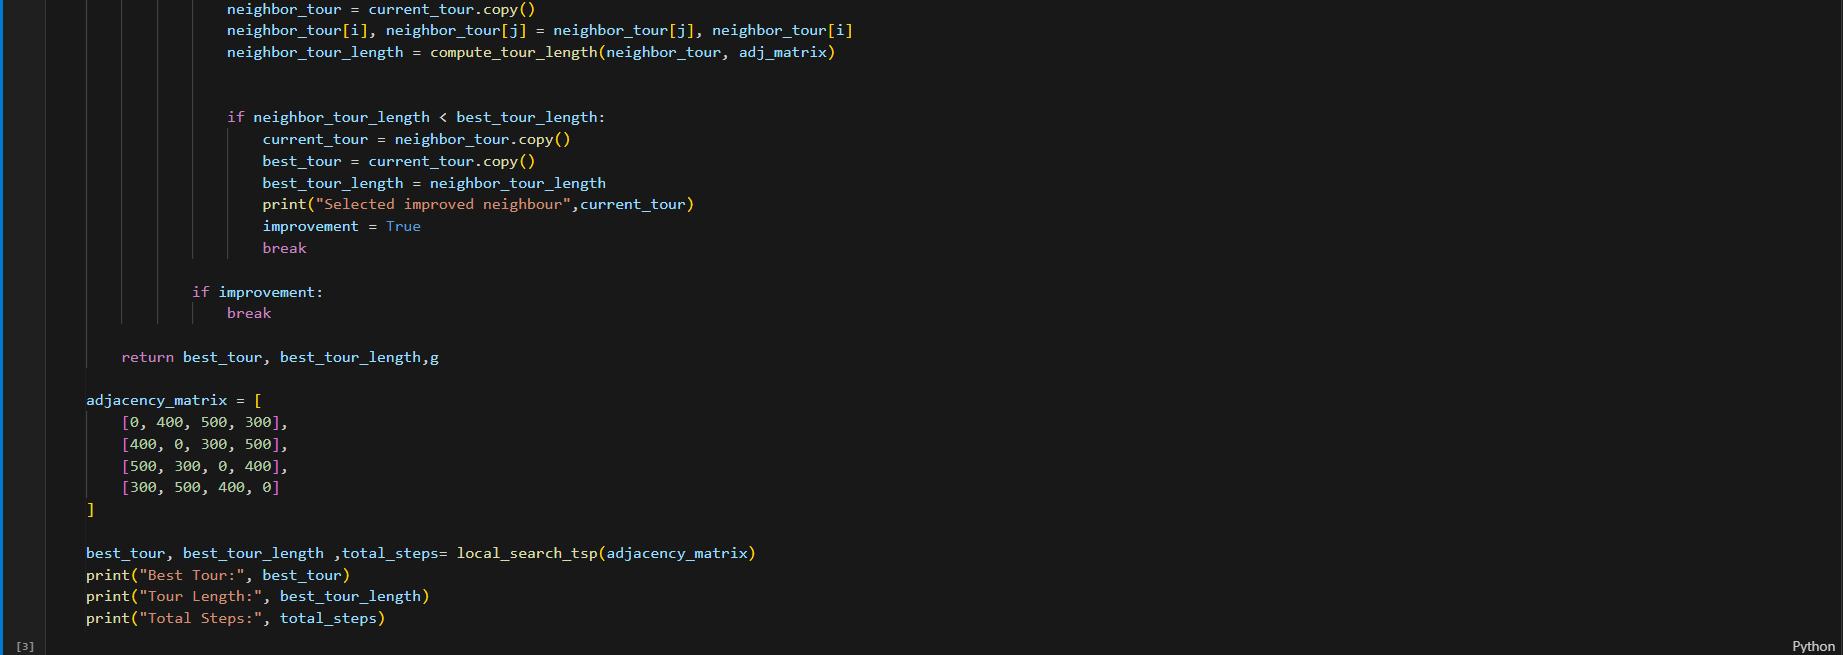 neighbor_tour = current_tour.copy()
neighbor_tour[i], neighbor_tour[j] = neighbor_tour[j], neighbor_tour[i]
neighbor_tour_length = compute_tour_length(neighbor_tour, adj_matrix)
if neighbor_tour_length < best_tour_length:
current_tour = neighbor_tour.copy()
best_tour = current_tour.copy()
best_tour_length = neighbor_tour_length
print("Selected improved neighbour",current_tour)
improvement = True
break
if improvement:
break
return best_tour, best_tour_length,g
adjacency_matrix = [
[0, 400, 500, 300],
[400, 0, 300, 500],
[500, 300, 0, 400],
[300, 500, 400, 0]
]
best_tour, best_tour_length ,total_steps= local_search_tsp(adjacency_matrix)
print("Best Tour:", best_tour)
print("Tour Length:", best_tour_length)
print("Total Steps:", total_steps)
[3]
Python